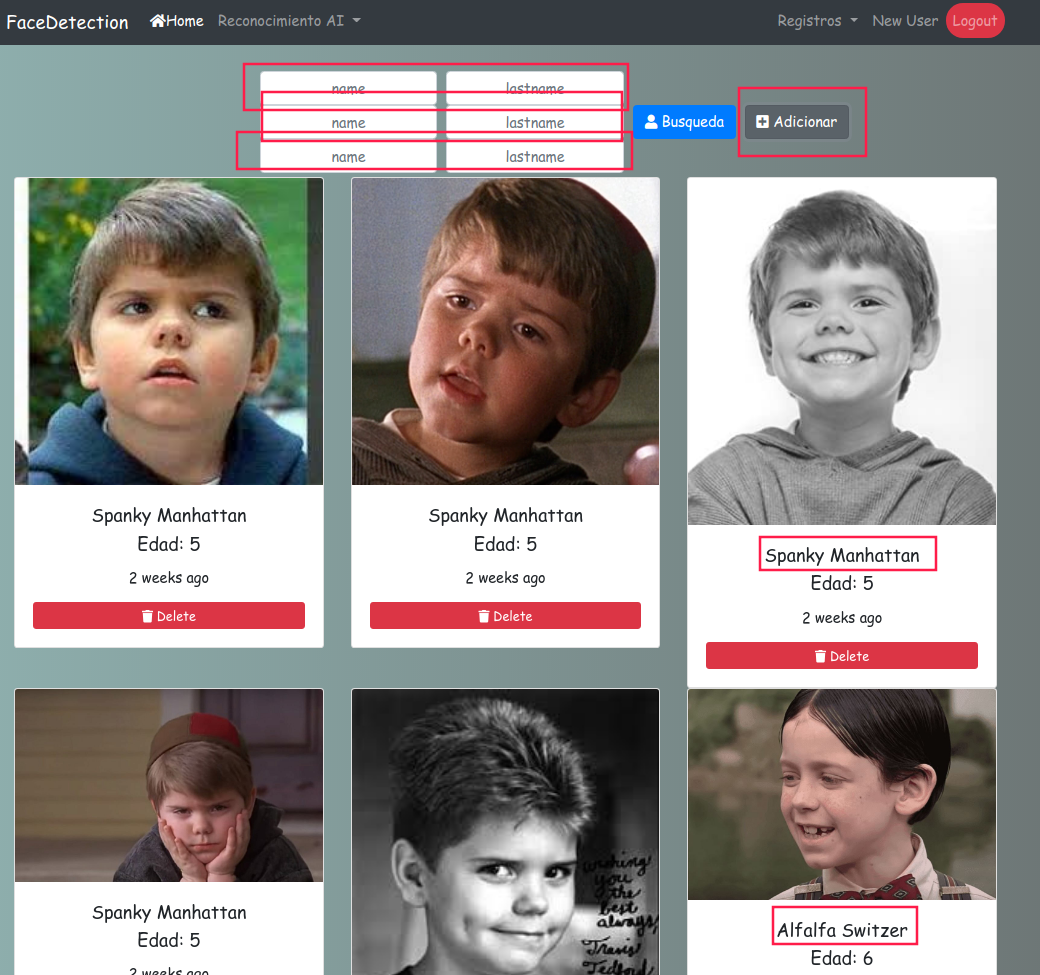 FaceDetection Home Reconocimiento AI Registros New User Logout
name lastname
name lastname Busqueda Adicionar
name lastname
Spanky Manhattan
Edad: 5
2 weeks ago
Delete
Spanky Manhattan
Edad: 5
2 weeks ago
Delete
Spanky Manhattan
Edad: 5
2 weeks ago
Delete
Spanky Manhattan
Edad: 5
2 weeks ago
wishing
you
the
best
always,
Travis
Tedford
Alfalfa Switzer
Edad: 6